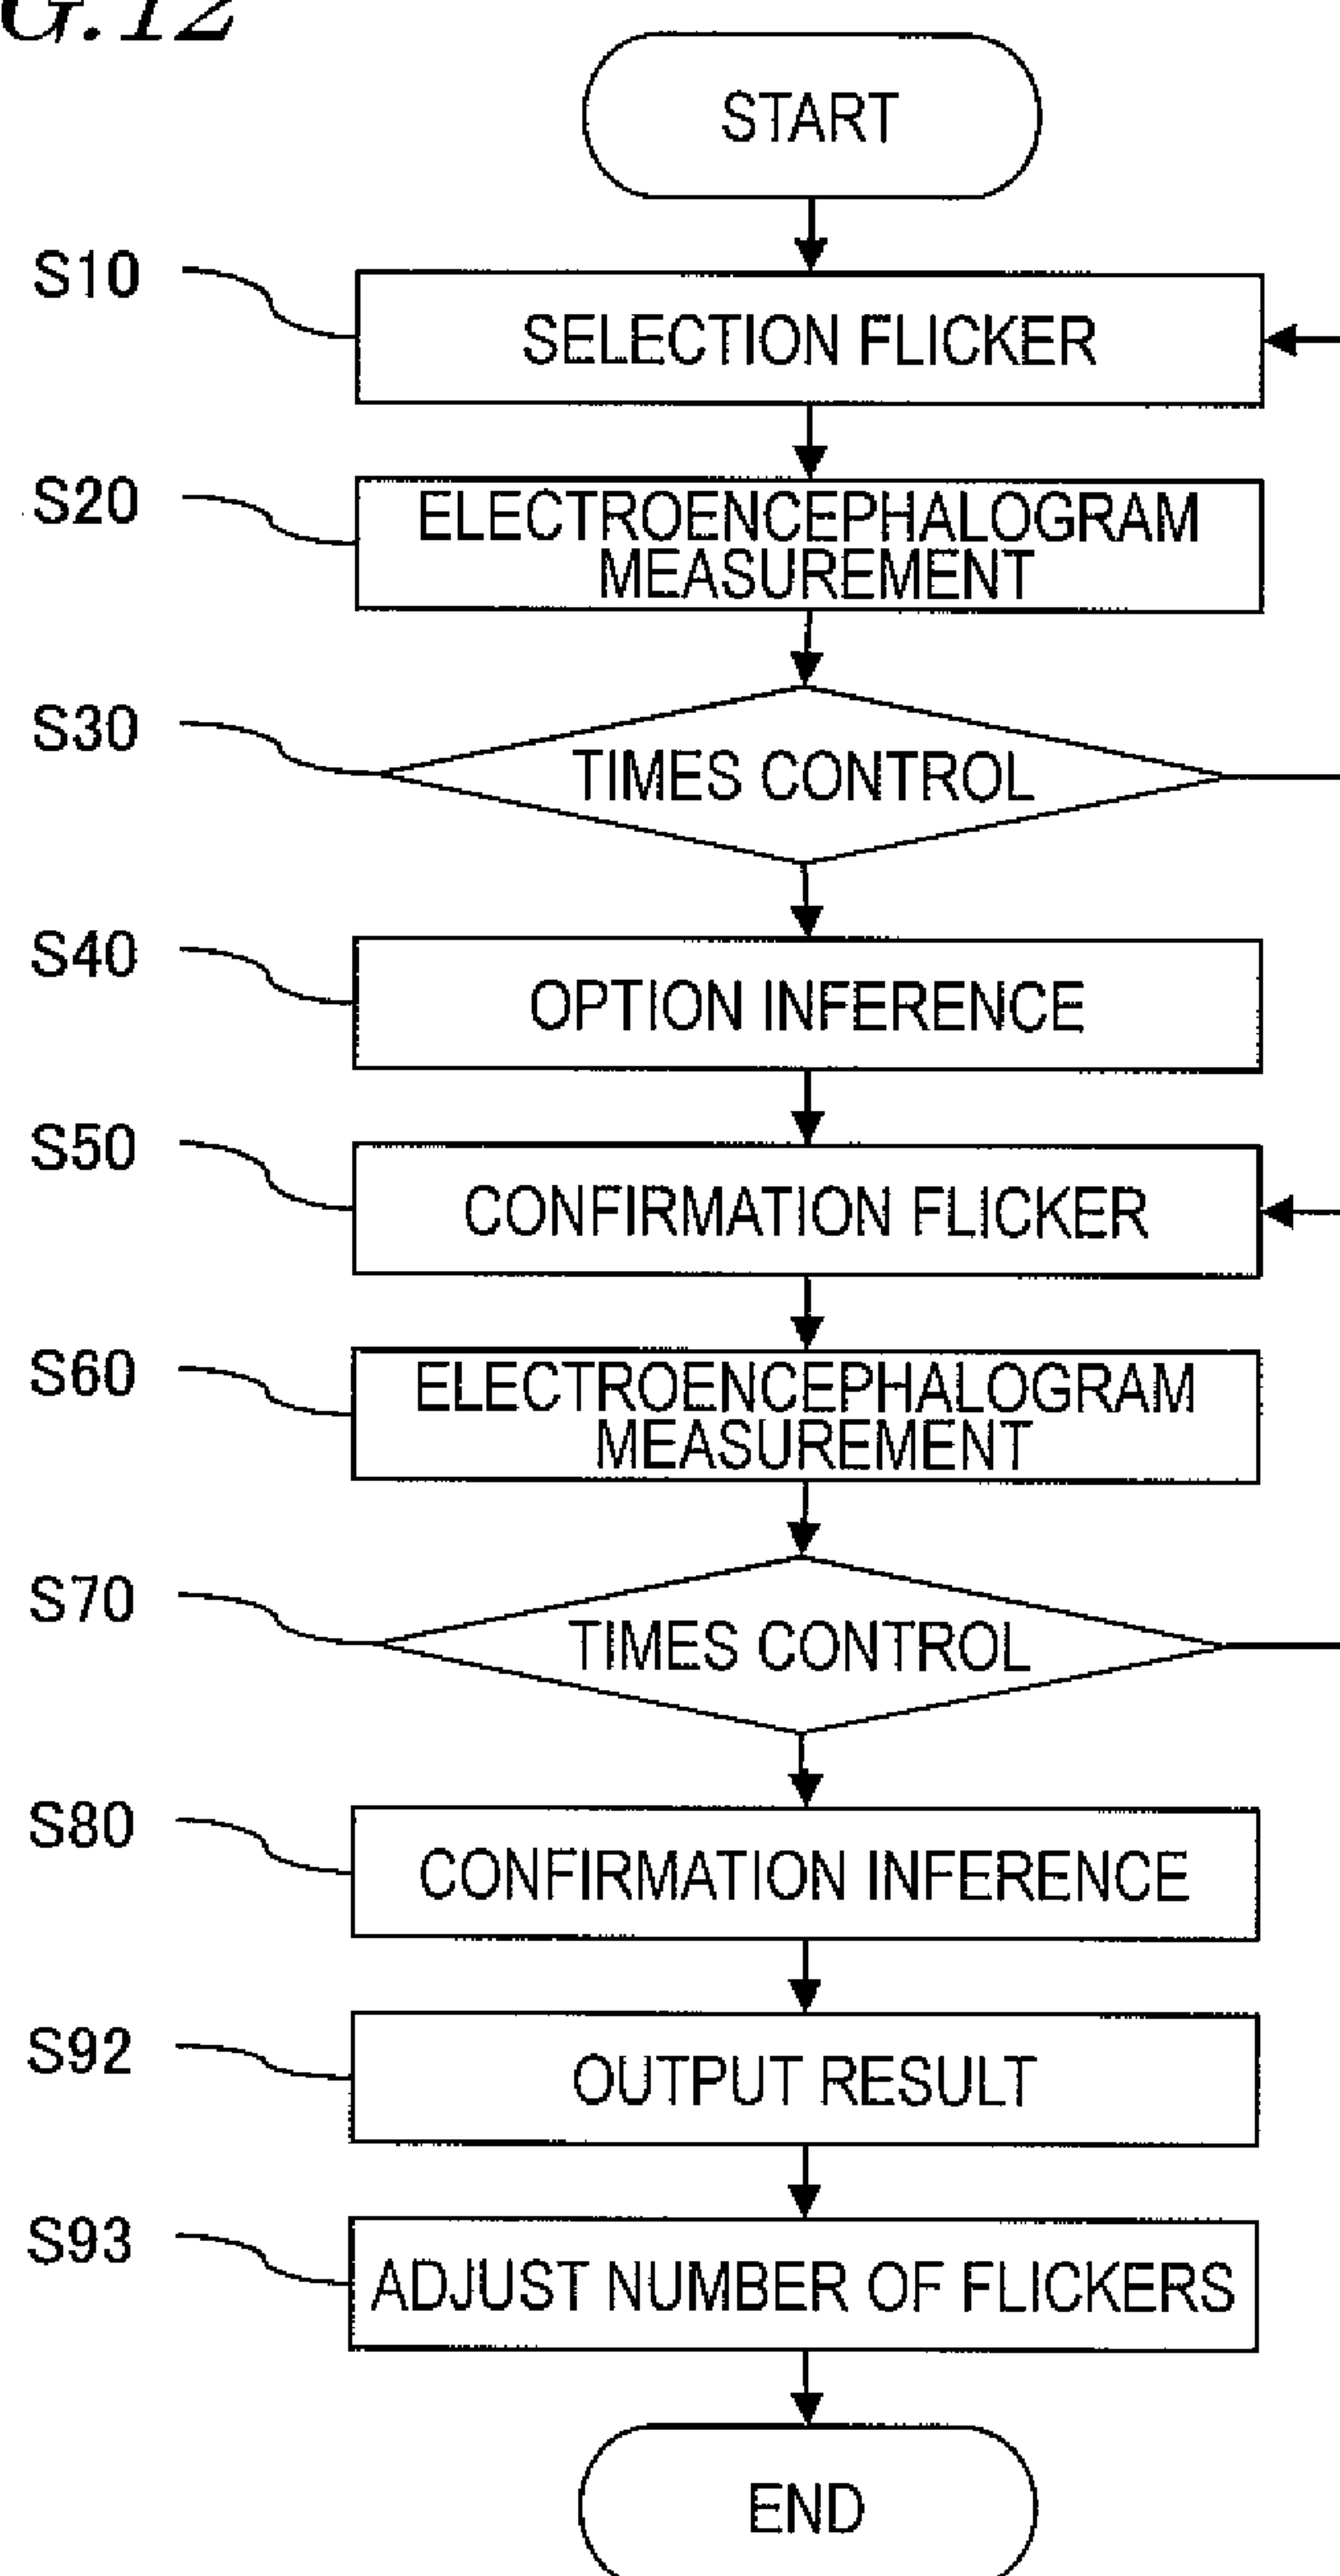 G.12
START
S10
SELECTION FLICKER
S20
ELECTROENCEPHALOGRAM
MEASUREMENT
S30
TIMES CONTROL
S40
OPTION INFERENCE
S50
CONFIRMATION FLICKER
S60
ELECTROENCEPHALOGRAM
MEASUREMENT
S70
TIMES CONTROL
S80
CONFIRMATION INFERENCE
S92
OUTPUT RESULT
S93
ADJUST NUMBER OF FLICKERS
END